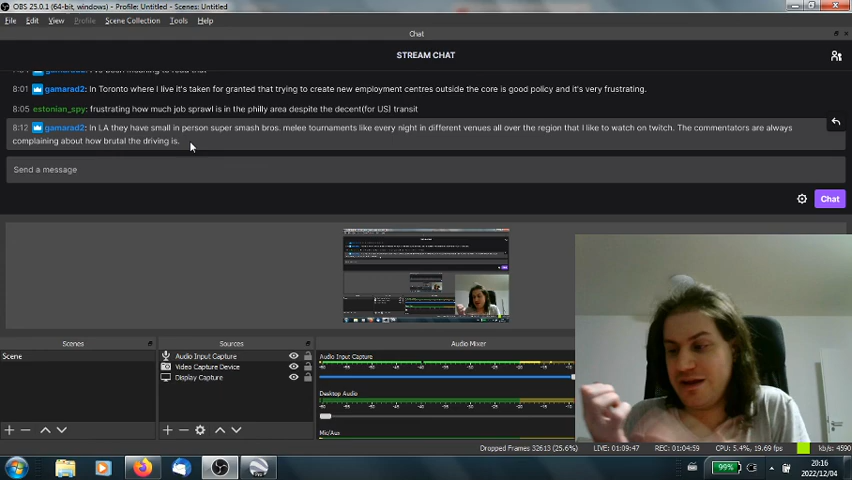 OBS 25.0.1 (64-bit, windows) - Profile: Untitled - Scenes: Untitled
File Edit View Profile Scene Collection Tools Help
Chat
STREAM CHAT
8:01 gamarad2: In Toronto where I live it's taken for granted that trying to create new employment centres outside the core is good policy and it's very frustrating.
8:05 estonian_spy: frustrating how much job sprawl is in the philly area despite the decent(for US) transit
8:12 gamarad2: In LA they have small in person super smash bros. melee tournaments like every night in different venues all over the region that I like to watch on twitch. The commentators are always
complaining about how brutal the driving is.
Send a message
Chat
Scenes Sources Audio Mixer
Scene
Audio Input Capture
Video Capture Device
Display Capture
Audio Input Capture
Desktop Audio
Mic/Aux
Dropped Frames 32613 (25.6%) LIVE: 01:09:47 REC: 01:04:59 CPU: 5.4%, 19.69 fps kb/s: 4590
99%
20:16
2022/12/04